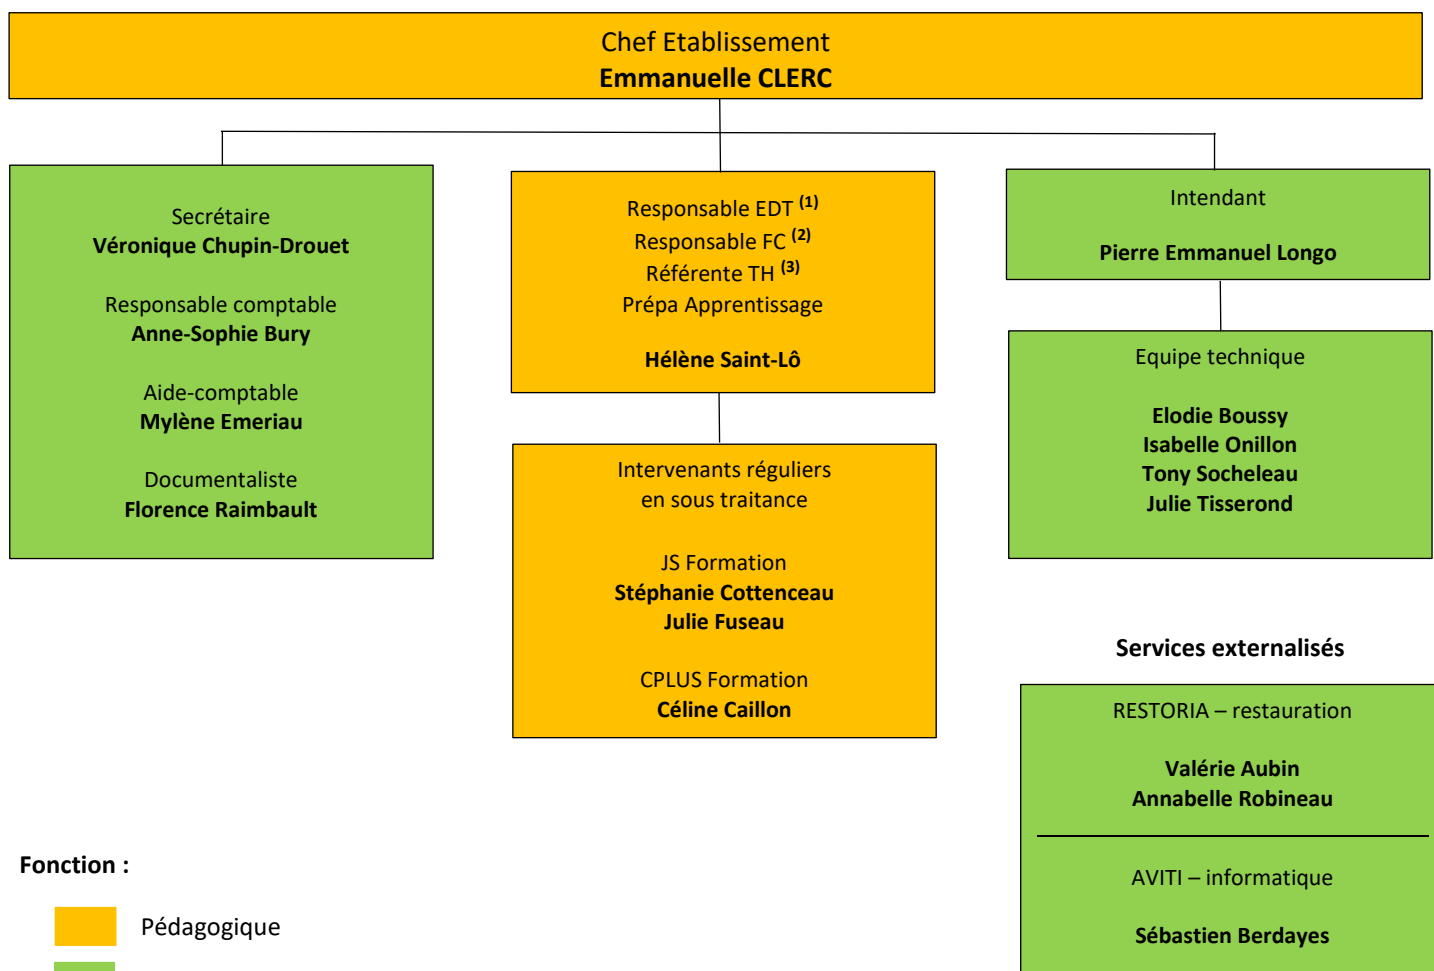 Chef Etablissement
Emmanuelle CLERC
Secrétaire
Véronique Chupin-Drouet
Responsable comptable
Anne-Sophie Bury
Aide-comptable
Mylène Emeriau
Documentaliste
Florence Raimbault
Responsable EDT (1)
Responsable FC (2)
Référente TH (3)
Prépa Apprentissage
Hélène Saint-Lô
Intervenants réguliers
en sous traitance
JS Formation
Stéphanie Cottenceau
Julie Fuseau
CPLUS Formation
Céline Caillon
Intendant
Pierre Emmanuel Longo
Equipe technique
Elodie Boussy
Isabelle Onillon
Tony Socheleau
Julie Tisserond
Services externalisés
RESTORIA – restauration
Valérie Aubin
Annabelle Robineau
AVITI – informatique
Sébastien Berdayes
Fonction :
Pédagogique